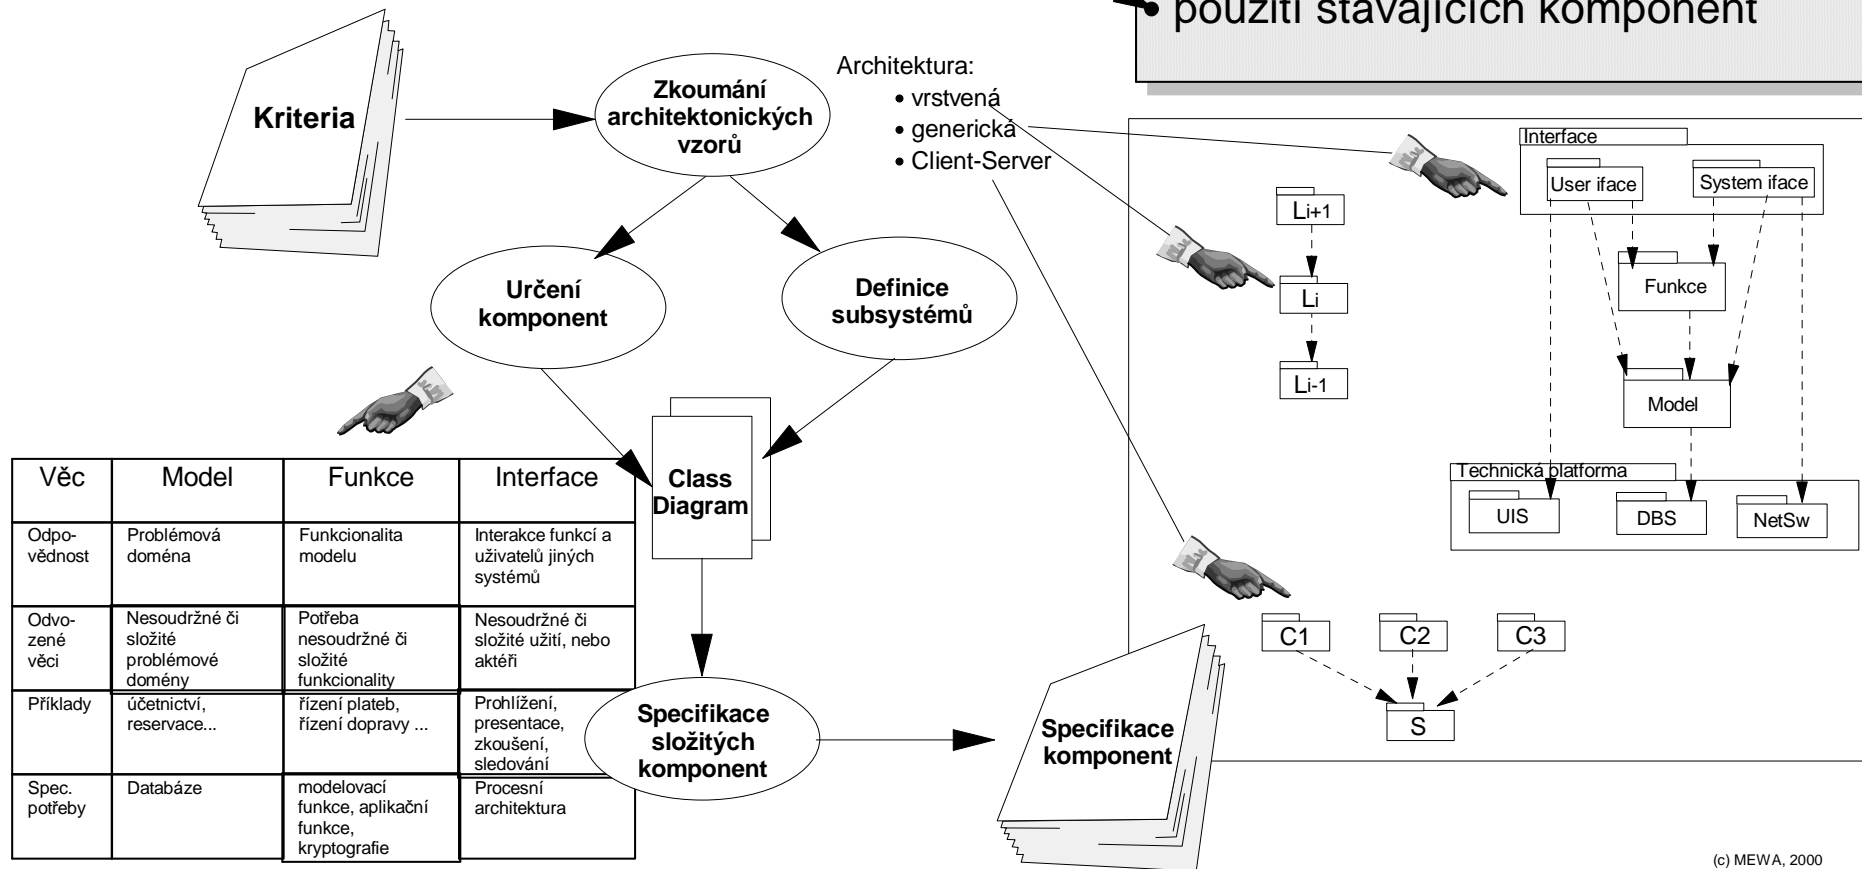 • použití stávajících komponent
Architektura:
• vrstvená
• generická
• Client-Server
Kriteria
Zkoumání
architektonických
vzorů
Určení
komponent
Definice
subsystémů
Class
Diagram
Specifikace
složitých
komponent
Specifikace
komponent
Věc
Model
Funkce
Interface
Odpo-
vědnost
Problémová
doména
Funkcionalita
modelu
Interakce funkcí a
uživatelů jiných
systémů
Odvo-
zené
věci
Nesoudržné či
složité
problémové
domény
Potřeba
nesoudržné či
složité
funkcionality
Nesoudržné či
složité užití, nebo
aktéři
Příklady
účetnictví,
reservace...
řízení plateb,
řízení dopravy ...
Prohlížení,
presentace,
zkoušení,
sledování
Spec.
potřeby
Databáze
modelovací
funkce, aplikační
funkce,
kryptografie
Procesní
architektura
Li+1
Li
Li-1
Interface
User iface
System iface
Funkce
Model
Technická platforma
UIS
DBS
NetSw
C1
C2
C3
S
(c) MEWA, 2000